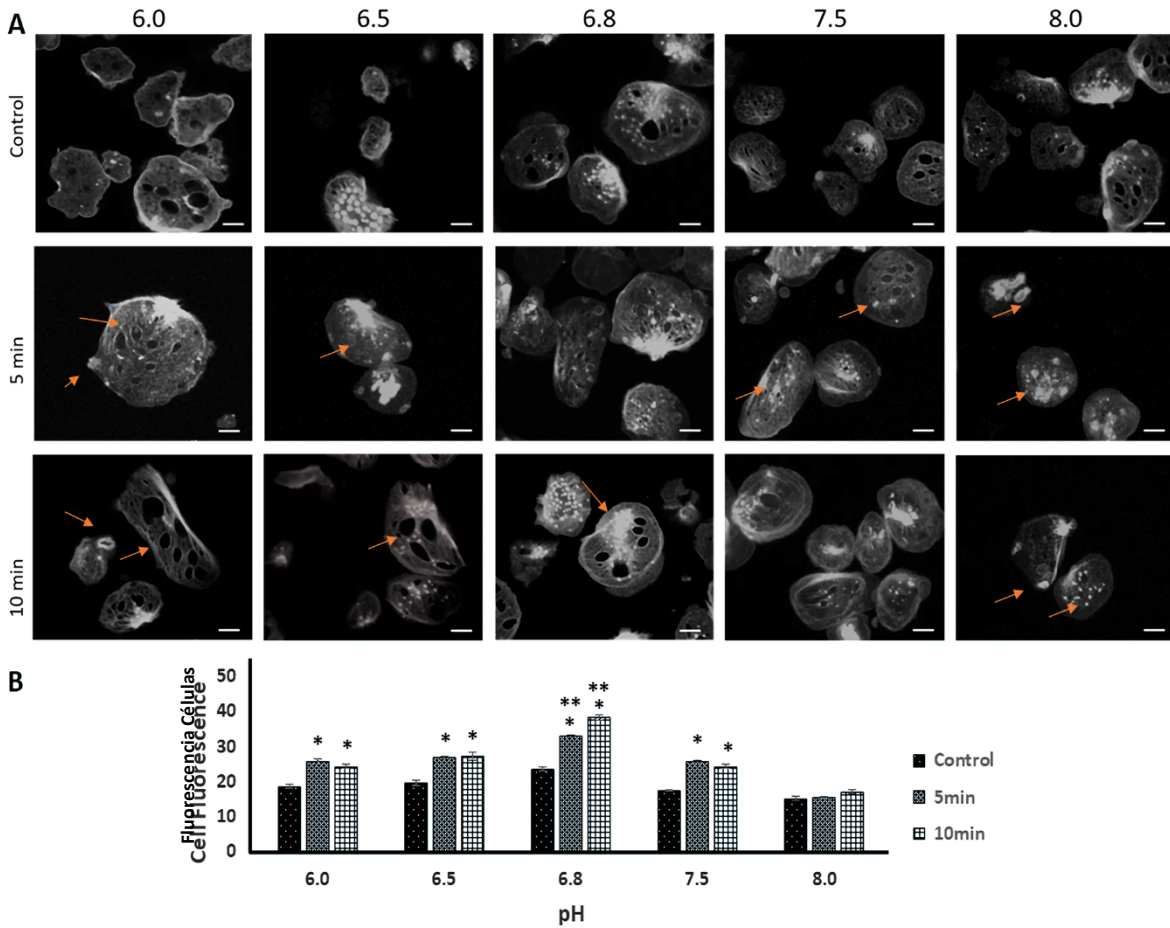 A
6.0 6.5 6.8 7.5 8.0
Control
5 min
10 min
B
Fluorescencia Células
Cell Fluorescence
50
40
30
20
10
0
* * * * ** * ** * * *
6.0 6.5 6.8 7.5 8.0
pH
Control
5min
10min